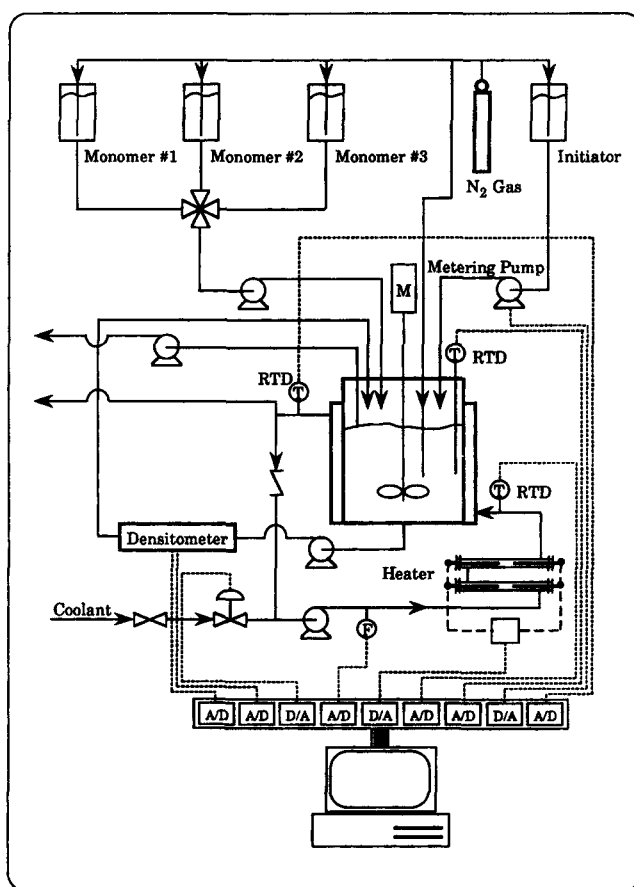 Monomer #1
Monomer #2
Monomer #3
N₂ Gas
Initiator
Metering Pump
M
T
RTD
RTD
T
T
RTD
Densitometer
Heater
Coolant
F
A/D
A/D
D/A
A/D
D/A
A/D
A/D
D/A
A/D